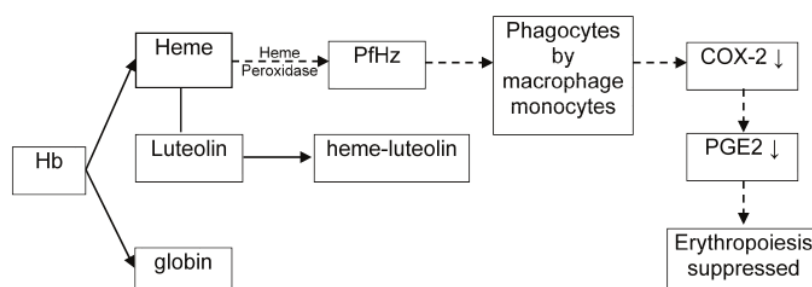 Heme
Heme
Peroxidase
PfHz
Phagocytes
by
macrophage
monocytes
COX-2 ↓
Hb
Luteolin
heme-luteolin
PGE2 ↓
globin
Erythropoiesis
suppressed